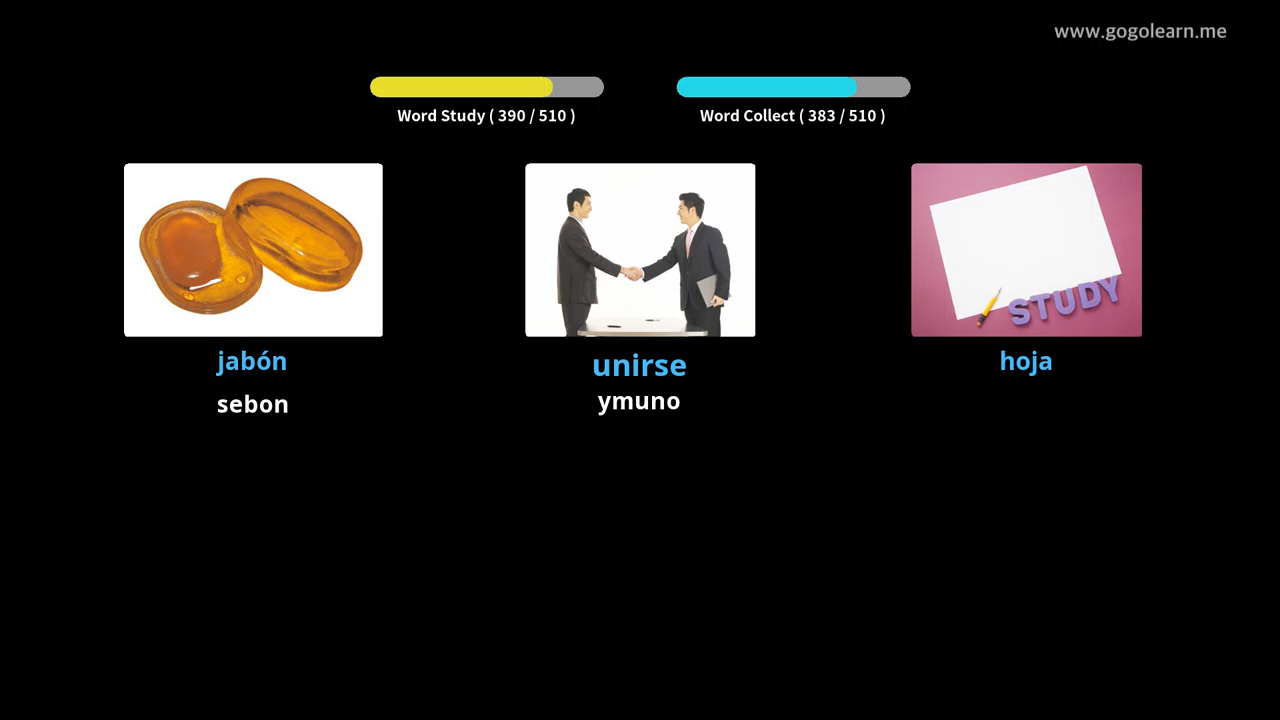 www.gogolearn.me
Word Study ( 390 / 510 )
Word Collect ( 383 / 510 )
STUDY
jabón
unirse
hoja
sebon
ymuno